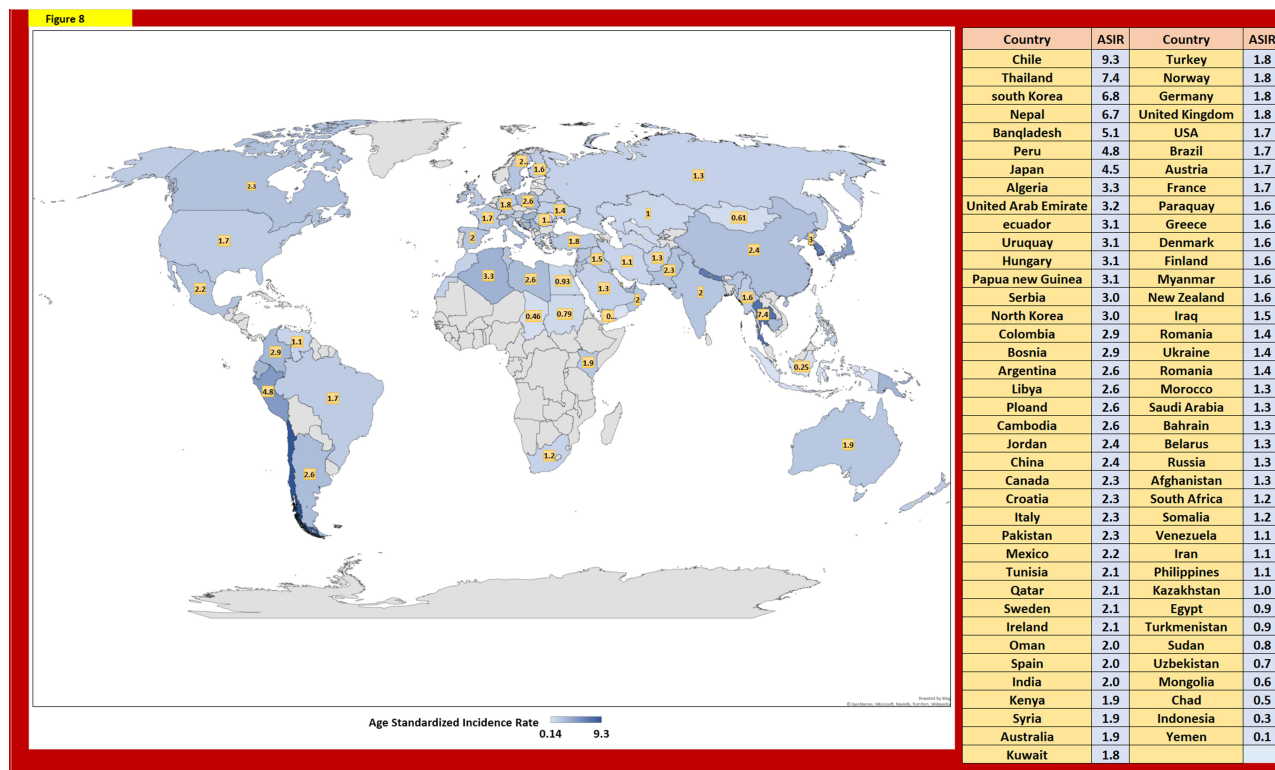 Figure 8
2..
1.6
2.3
1.3
1.8
2.6
1.4
1.7
1...
1
0.61
1.7
2
1.8
3
2.4
1.5
1.1
1.3
3.3
2.6
0.93
2.3
2.2
1.3
2
2
1.6
0.46
0.79
0...
7.4
1.1
2.9
1.9
0.25
4.8
1.7
1.9
1.2
2.6
Powered by Bing
© GeoNames, Microsoft, Navinfo, TomTom, Wikipedia
Age Standardized Incidence Rate
0.14 9.3
Country ASIR Country ASIR
Chile 9.3 Turkey 1.8
Thailand 7.4 Norway 1.8
south Korea 6.8 Germany 1.8
Nepal 6.7 United Kingdom 1.8
Bangladesh 5.1 USA 1.7
Peru 4.8 Brazil 1.7
Japan 4.5 Austria 1.7
Algeria 3.3 France 1.7
United Arab Emirate 3.2 Paraquay 1.6
ecuador 3.1 Greece 1.6
Uruquay 3.1 Denmark 1.6
Hungary 3.1 Finland 1.6
Papua new Guinea 3.1 Myanmar 1.6
Serbia 3.0 New Zealand 1.6
North Korea 3.0 Iraq 1.5
Colombia 2.9 Romania 1.4
Bosnia 2.9 Ukraine 1.4
Argentina 2.6 Romania 1.4
Libya 2.6 Morocco 1.3
Ploand 2.6 Saudi Arabia 1.3
Cambodia 2.6 Bahrain 1.3
Jordan 2.4 Belarus 1.3
China 2.4 Russia 1.3
Canada 2.3 Afghanistan 1.3
Croatia 2.3 South Africa 1.2
Italy 2.3 Somalia 1.2
Pakistan 2.3 Venezuela 1.1
Mexico 2.2 Iran 1.1
Tunisia 2.1 Philippines 1.1
Qatar 2.1 Kazakhstan 1.0
Sweden 2.1 Egypt 0.9
Ireland 2.1 Turkmenistan 0.9
Oman 2.0 Sudan 0.8
Spain 2.0 Uzbekistan 0.7
India 2.0 Mongolia 0.6
Kenya 1.9 Chad 0.5
Syria 1.9 Indonesia 0.3
Australia 1.9 Yemen 0.1
Kuwait 1.8